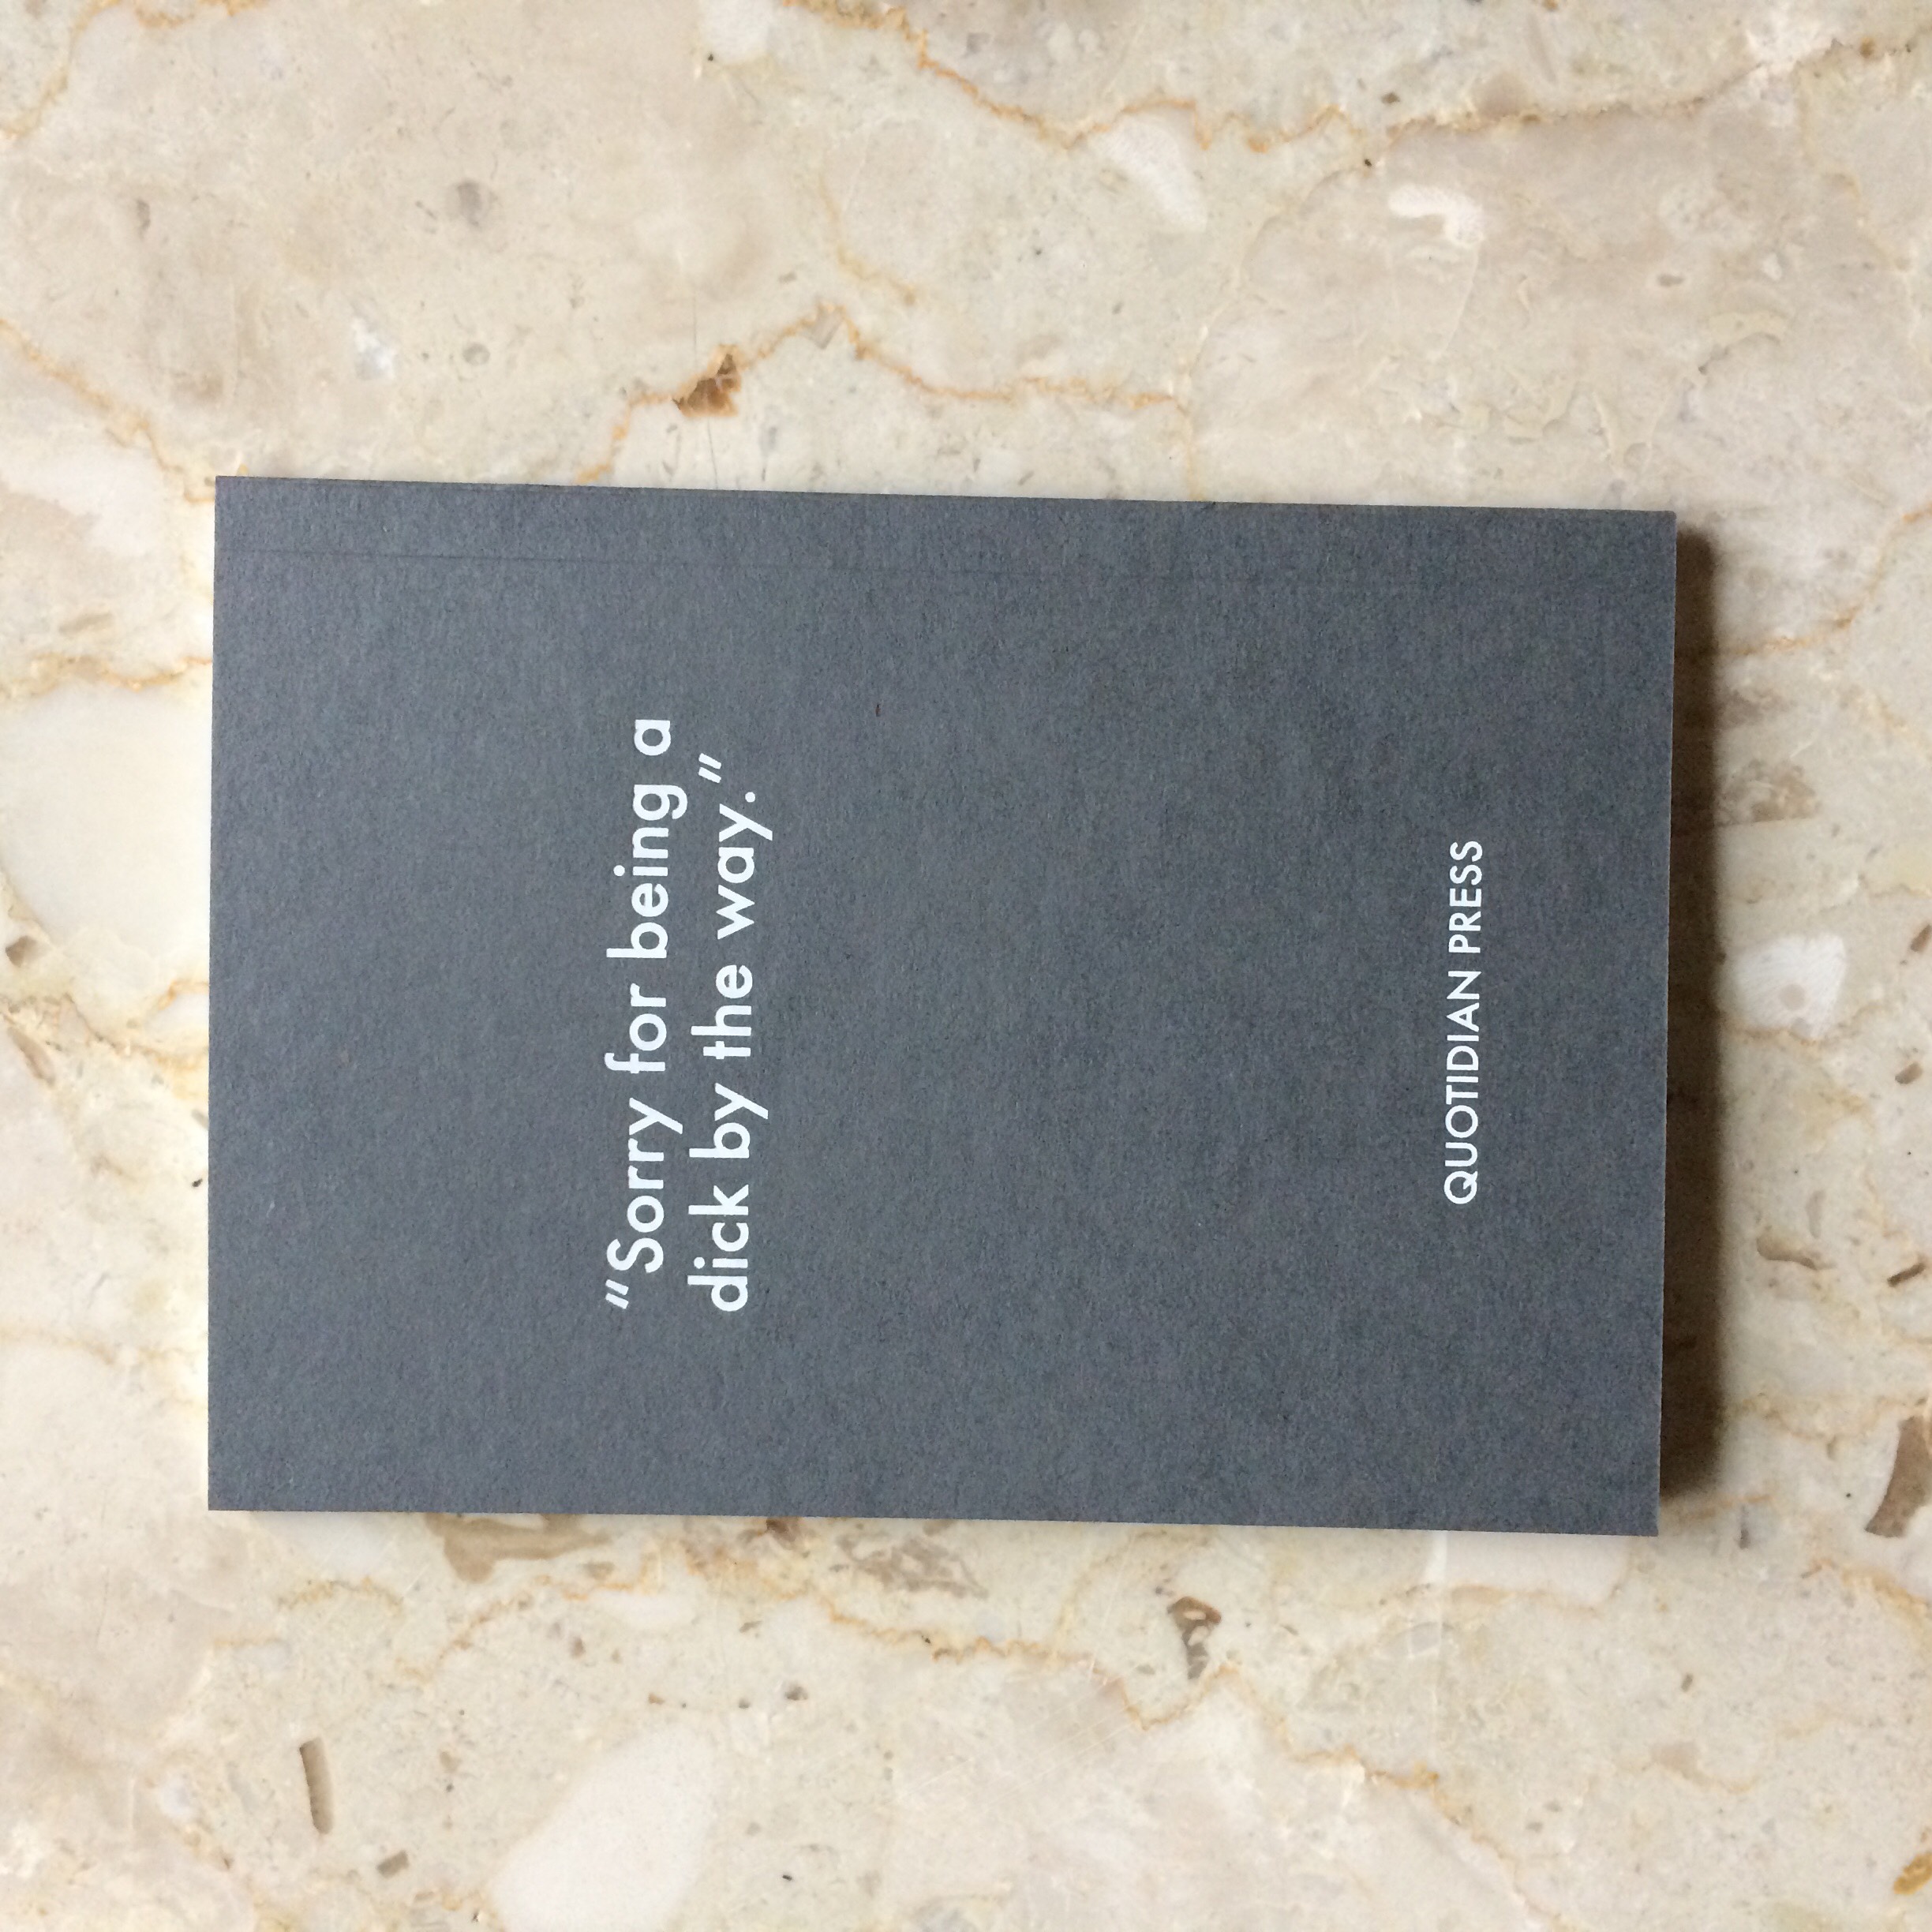 "Sorry for being a
dick by the way."
QUOTIDIAN PRESS